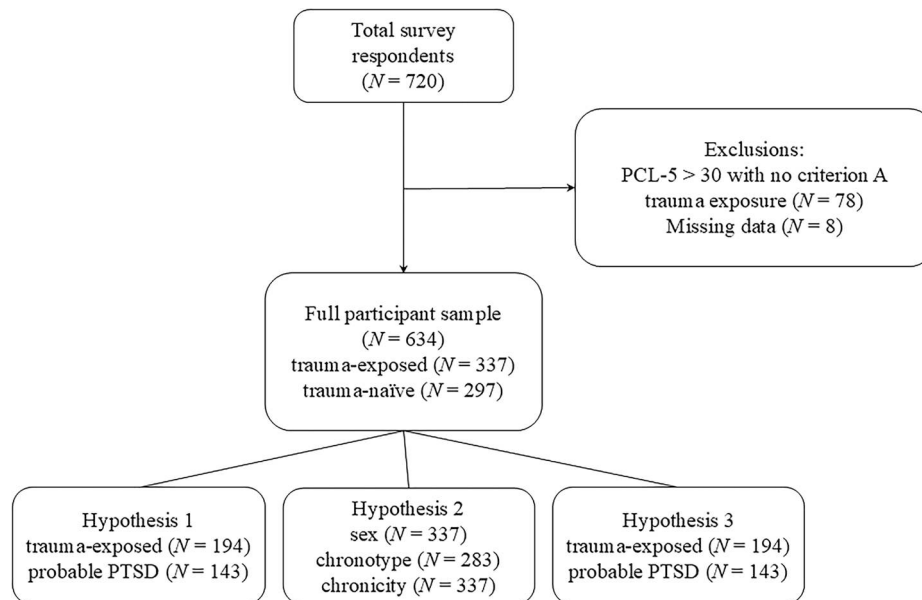 Total survey
respondents
(N = 720)
Exclusions:
PCL-5 > 30 with no criterion A
trauma exposure (N = 78)
Missing data (N = 8)
Full participant sample
(N = 634)
trauma-exposed (N = 337)
trauma-naïve (N = 297)
Hypothesis 1
trauma-exposed (N = 194)
probable PTSD (N = 143)
Hypothesis 2
sex (N = 337)
chronotype (N = 283)
chronicity (N = 337)
Hypothesis 3
trauma-exposed (N = 194)
probable PTSD (N = 143)